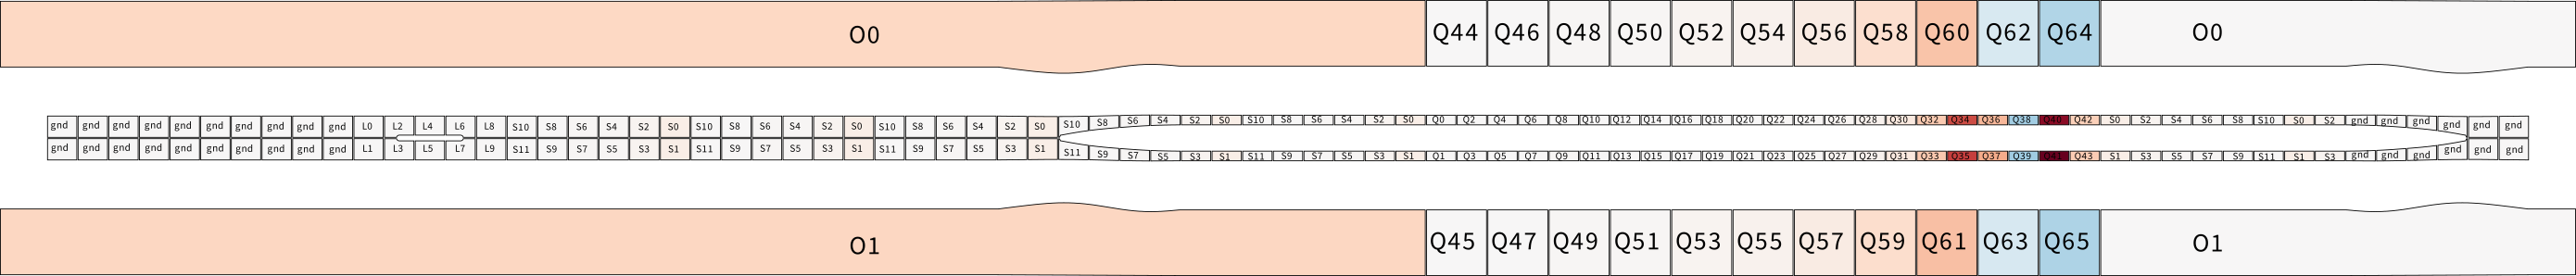 O0 Q44 Q46 Q48 Q50 Q52 Q54 Q56 Q58 Q60 Q62 Q64 O0
gnd gnd gnd gnd gnd gnd gnd gnd gnd gnd L0 L2 L4 L6 L8 S10 S8 S6 S4 S2 S0 S10 S8 S6 S4 S2 S0 S10 S8 S6 S4 S2 S0 S10 S8 S6 S4 S2 S0 S10 S8 S6 S4 S2 S0 Q0 Q2 Q4 Q6 Q8 Q10 Q12 Q14 Q16 Q18 Q20 Q22 Q24 Q26 Q28 Q30 Q32 Q34 Q36 Q38 Q40 Q42 S0 S2 S4 S6 S8 S10 S0 S2 gnd gnd gnd gnd gnd gnd
gnd gnd gnd gnd gnd gnd gnd gnd gnd gnd L1 L3 L5 L7 L9 S11 S9 S7 S5 S3 S1 S11 S9 S7 S5 S3 S1 S11 S9 S7 S5 S3 S1 S11 S9 S7 S5 S3 S1 S11 S9 S7 S5 S3 S1 Q1 Q3 Q5 Q7 Q9 Q11 Q13 Q15 Q17 Q19 Q21 Q23 Q25 Q27 Q29 Q31 Q33 Q35 Q37 Q39 Q41 Q43 S1 S3 S5 S7 S9 S11 S1 S3 gnd gnd gnd gnd gnd gnd
O1 Q45 Q47 Q49 Q51 Q53 Q55 Q57 Q59 Q61 Q63 Q65 O1